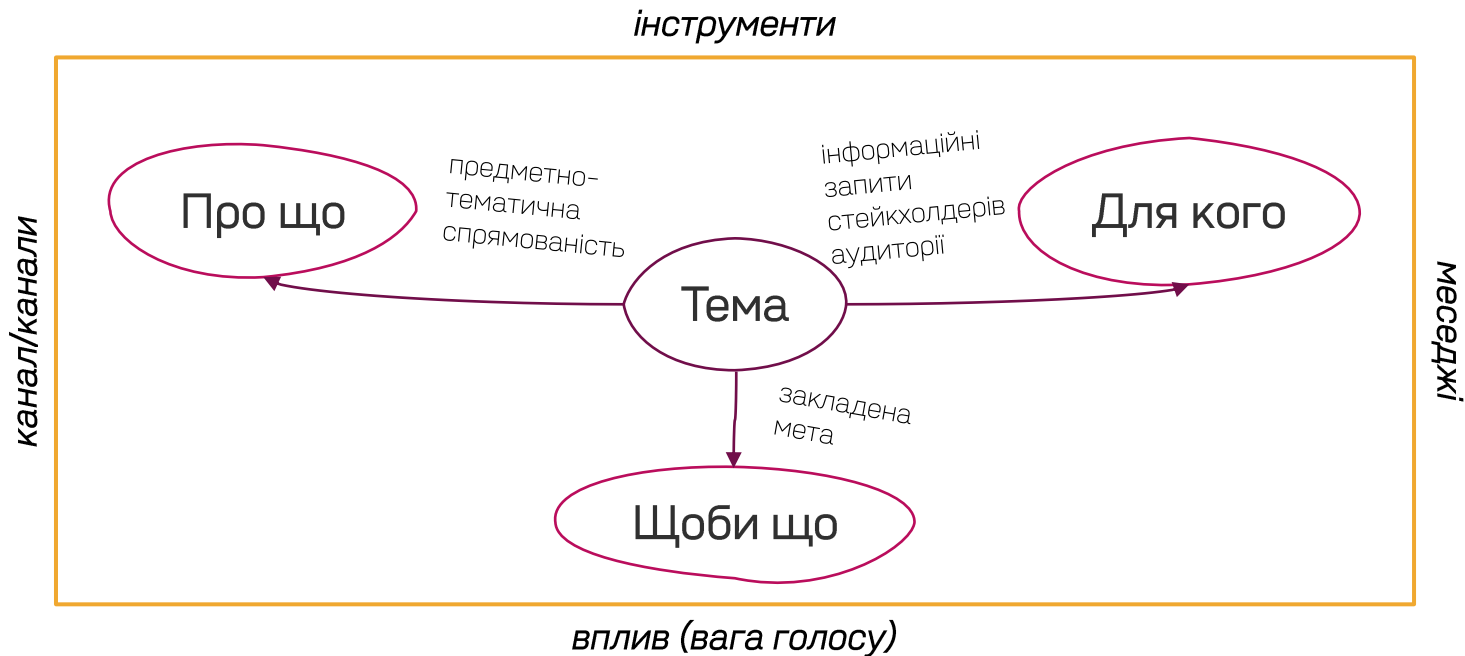 інструменти
канал/канали
Про що
предметно-
тематична
спрямованість
Тема
інформаційні
запити
стейкхолдерів
аудиторії
Для кого
меседжі
закладена
мета
Щоби що
вплив (вага голосу)